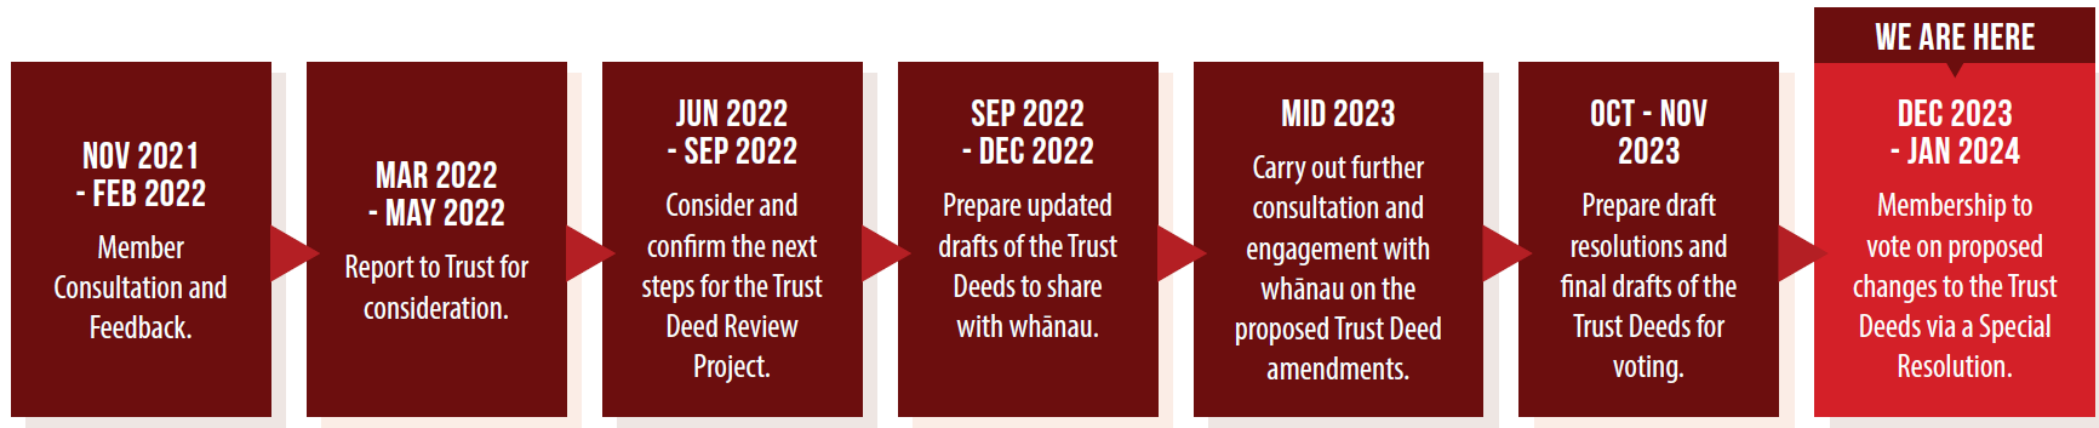 NOV 2021
- FEB 2022
Member
Consultation and
Feedback.
MAR 2022
- MAY 2022
Report to Trust for
consideration.
JUN 2022
- SEP 2022
Consider and
confirm the next
steps for the Trust
Deed Review
Project.
SEP 2022
- DEC 2022
Prepare updated
drafts of the Trust
Deeds to share
with whānau.
MID 2023
Carry out further
consultation and
engagement with
whānau on the
proposed Trust Deed
amendments.
OCT - NOV
2023
Prepare draft
resolutions and
final drafts of the
Trust Deeds for
voting.
WE ARE HERE
DEC 2023
- JAN 2024
Membership to
vote on proposed
changes to the Trust
Deeds via a Special
Resolution.